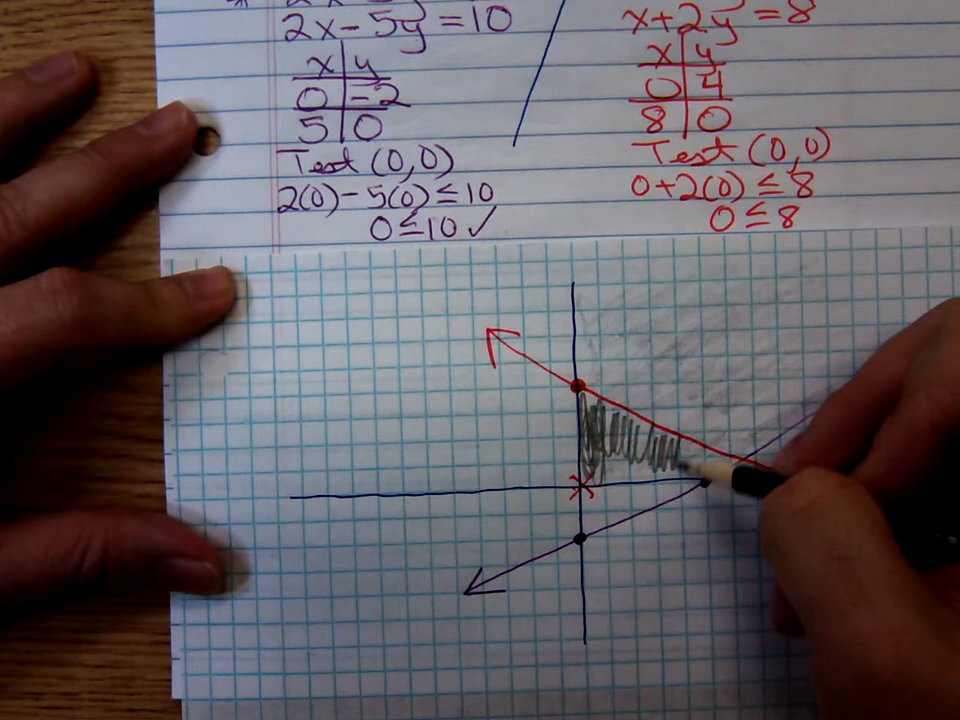 2x - 5y = 10
x | y
0 | -2
5 | 0
Test (0,0)
2(0) - 5(0) ≤ 10
0 ≤ 10 ✓
x + 2y = 8
x | y
0 | 4
8 | 0
Test (0,0)
0 + 2(0) ≤ 8
0 ≤ 8